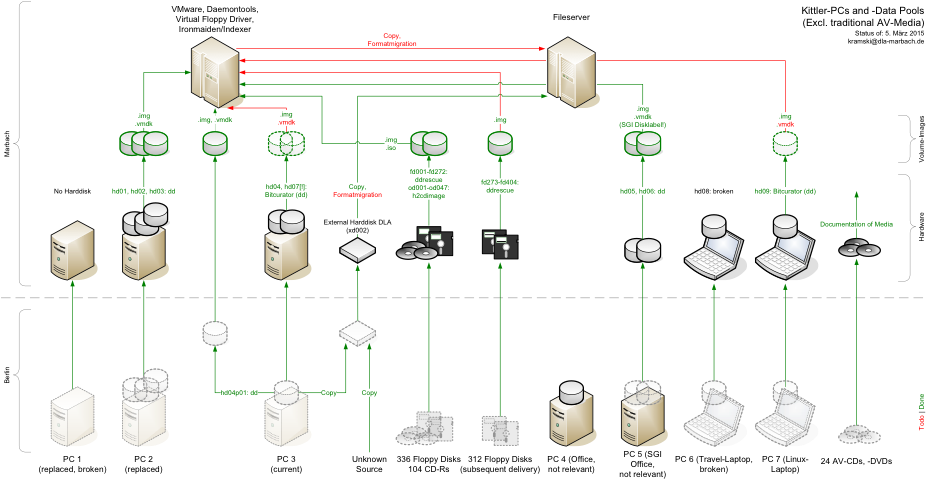 VMware, Daemontools,
Virtual Floppy Driver,
Ironmaiden/Indexer
Fileserver
Kittler-PCs and -Data Pools
(Excl. traditional AV-Media)
Status of: 5. März 2015
kramski@dla-marbach.de
Copy,
Formatmigration
Marbach
.img
.vmdk
.img, .vmdk
.img
.vmdk
.img
.iso
.img
.img
.vmdk
(SGI Disklabel!)
.img
.vmdk
Volume-Images
No Harddisk
hd01, hd02, hd03: dd
hd04, hd07[!]:
Bitcurator (dd)
Copy,
Formatmigration
fd001-fd272:
ddrescue
od001-od047:
h2cdimage
fd273-fd404:
ddrescue
hd05, hd06: dd
hd08: broken
hd09: Bitcurator (dd)
External Harddisk DLA
(xd002)
Documentation of Media
Hardware
Berlin
hd04p01: dd
Copy
Copy
Todo | Done
PC 1
(replaced, broken)
PC 2
(replaced)
PC 3
(current)
Unknown
Source
336 Floppy Disks
104 CD-Rs
312 Floppy Disks
(subsequent delivery)
PC 4 (Office,
not relevant)
PC 5 (SGI
Office,
not relevant)
PC 6 (Travel-Laptop,
broken)
PC 7 (Linux-
Laptop)
24 AV-CDs, -DVDs